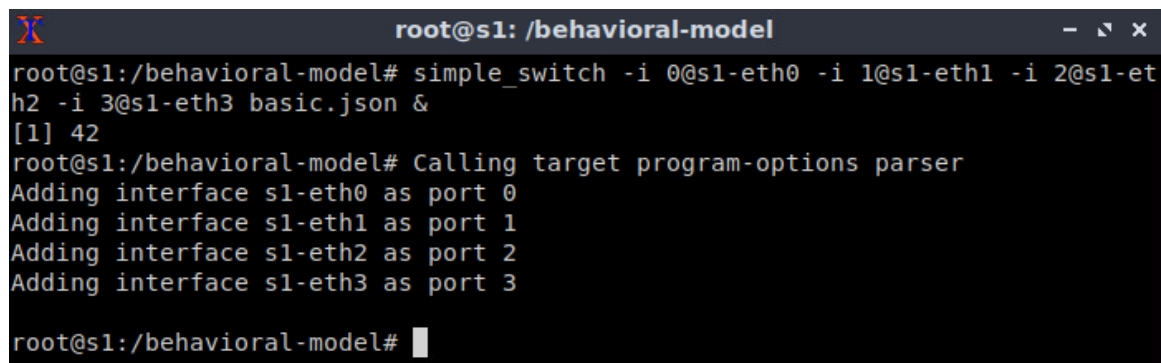 root@s1: /behavioral-model
root@s1:/behavioral-model# simple_switch -i 0@s1-eth0 -i 1@s1-eth1 -i 2@s1-et
h2 -i 3@s1-eth3 basic.json &
[1] 42
root@s1:/behavioral-model# Calling target program-options parser
Adding interface s1-eth0 as port 0
Adding interface s1-eth1 as port 1
Adding interface s1-eth2 as port 2
Adding interface s1-eth3 as port 3
root@s1:/behavioral-model#